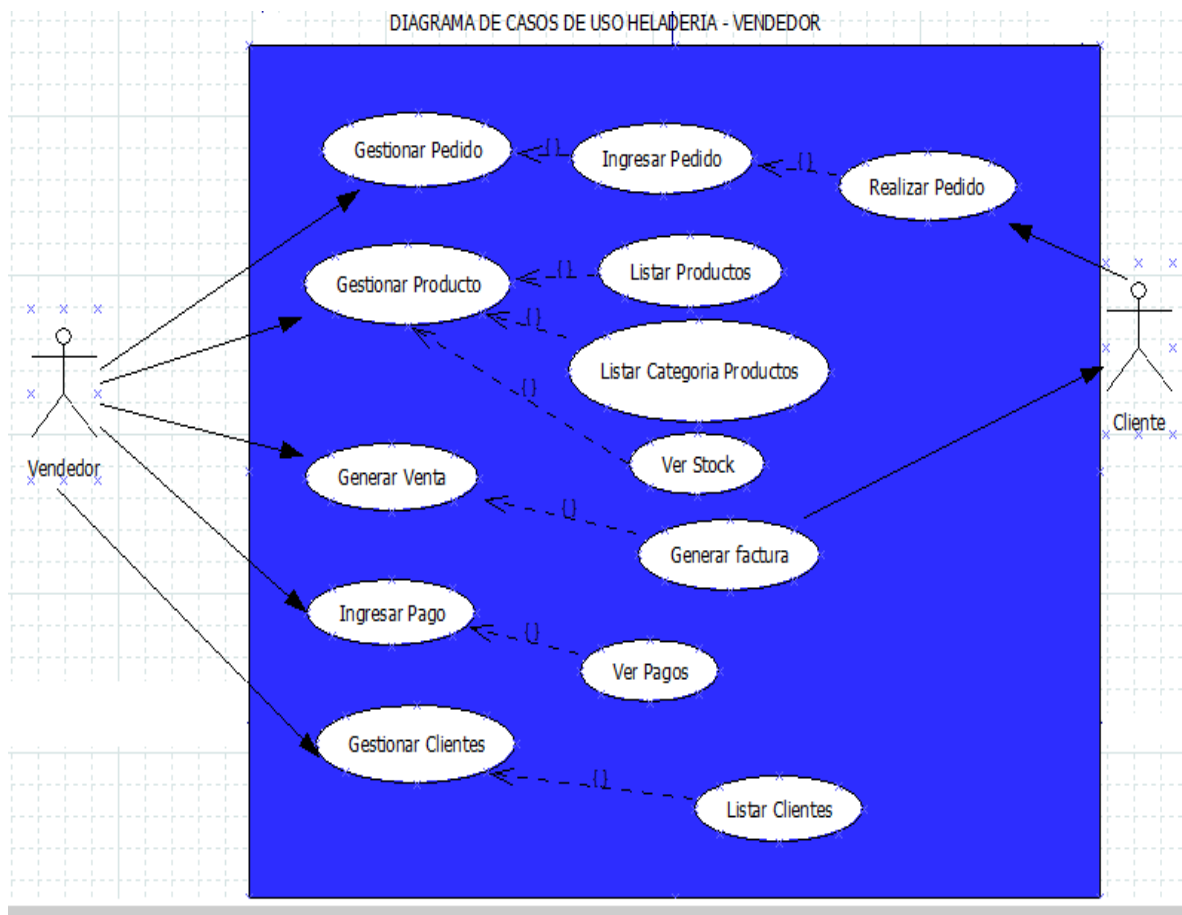 DIAGRAMA DE CASOS DE USO HELADERIA - VENDEDOR
Gestionar Pedido
{}
Ingresar Pedido
{}
Realizar Pedido
Gestionar Producto
{}
Listar Productos
{}
Listar Categoria Productos
{}
Ver Stock
Cliente
Vendedor
Generar Venta
{}
Generar factura
Ingresar Pago
{}
Ver Pagos
Gestionar Clientes
{}
Listar Clientes